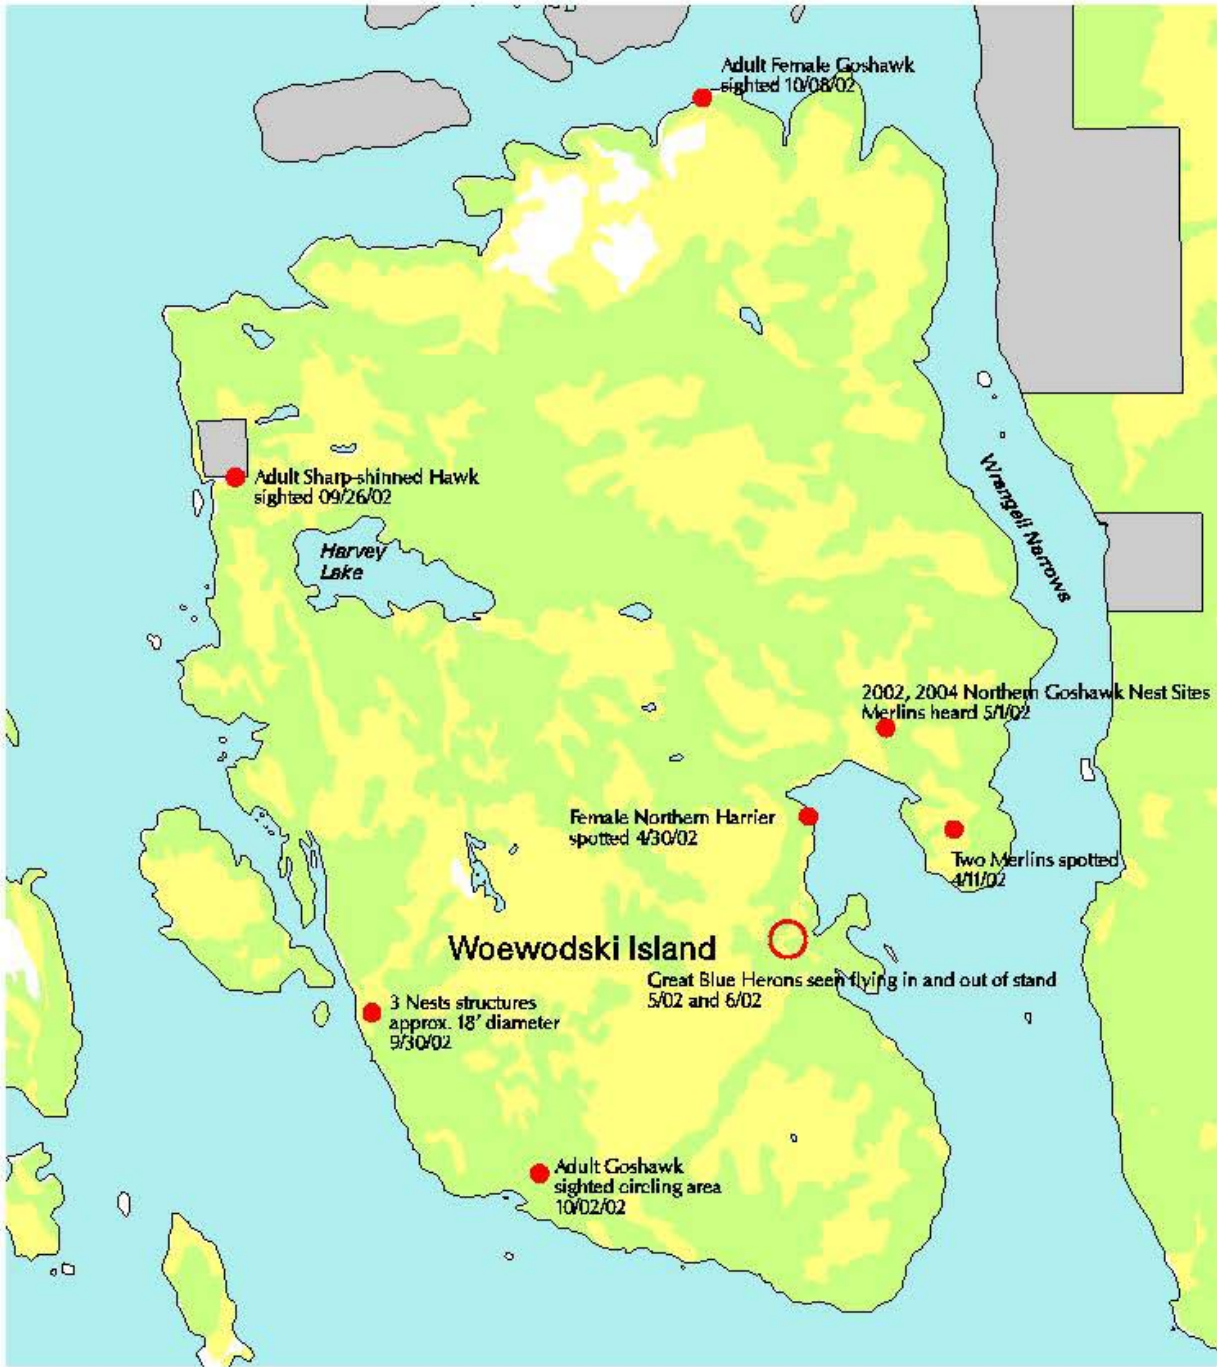 Adult Female Goshawk
sighted 10/08/02
Adult Sharp-shinned Hawk
sighted 09/26/02
Harvey
Lake
Wrangell Narrows
2002, 2004 Northern Goshawk Nest Sites
Merlins heard 5/1/02
Female Northern Harrier
spotted 4/30/02
Two Merlins spotted
4/11/02
Woewodski Island
Great Blue Herons seen flying in and out of stand
5/02 and 6/02
3 Nests structures
approx. 18' diameter
9/30/02
Adult Goshawk
sighted circling area
10/02/02